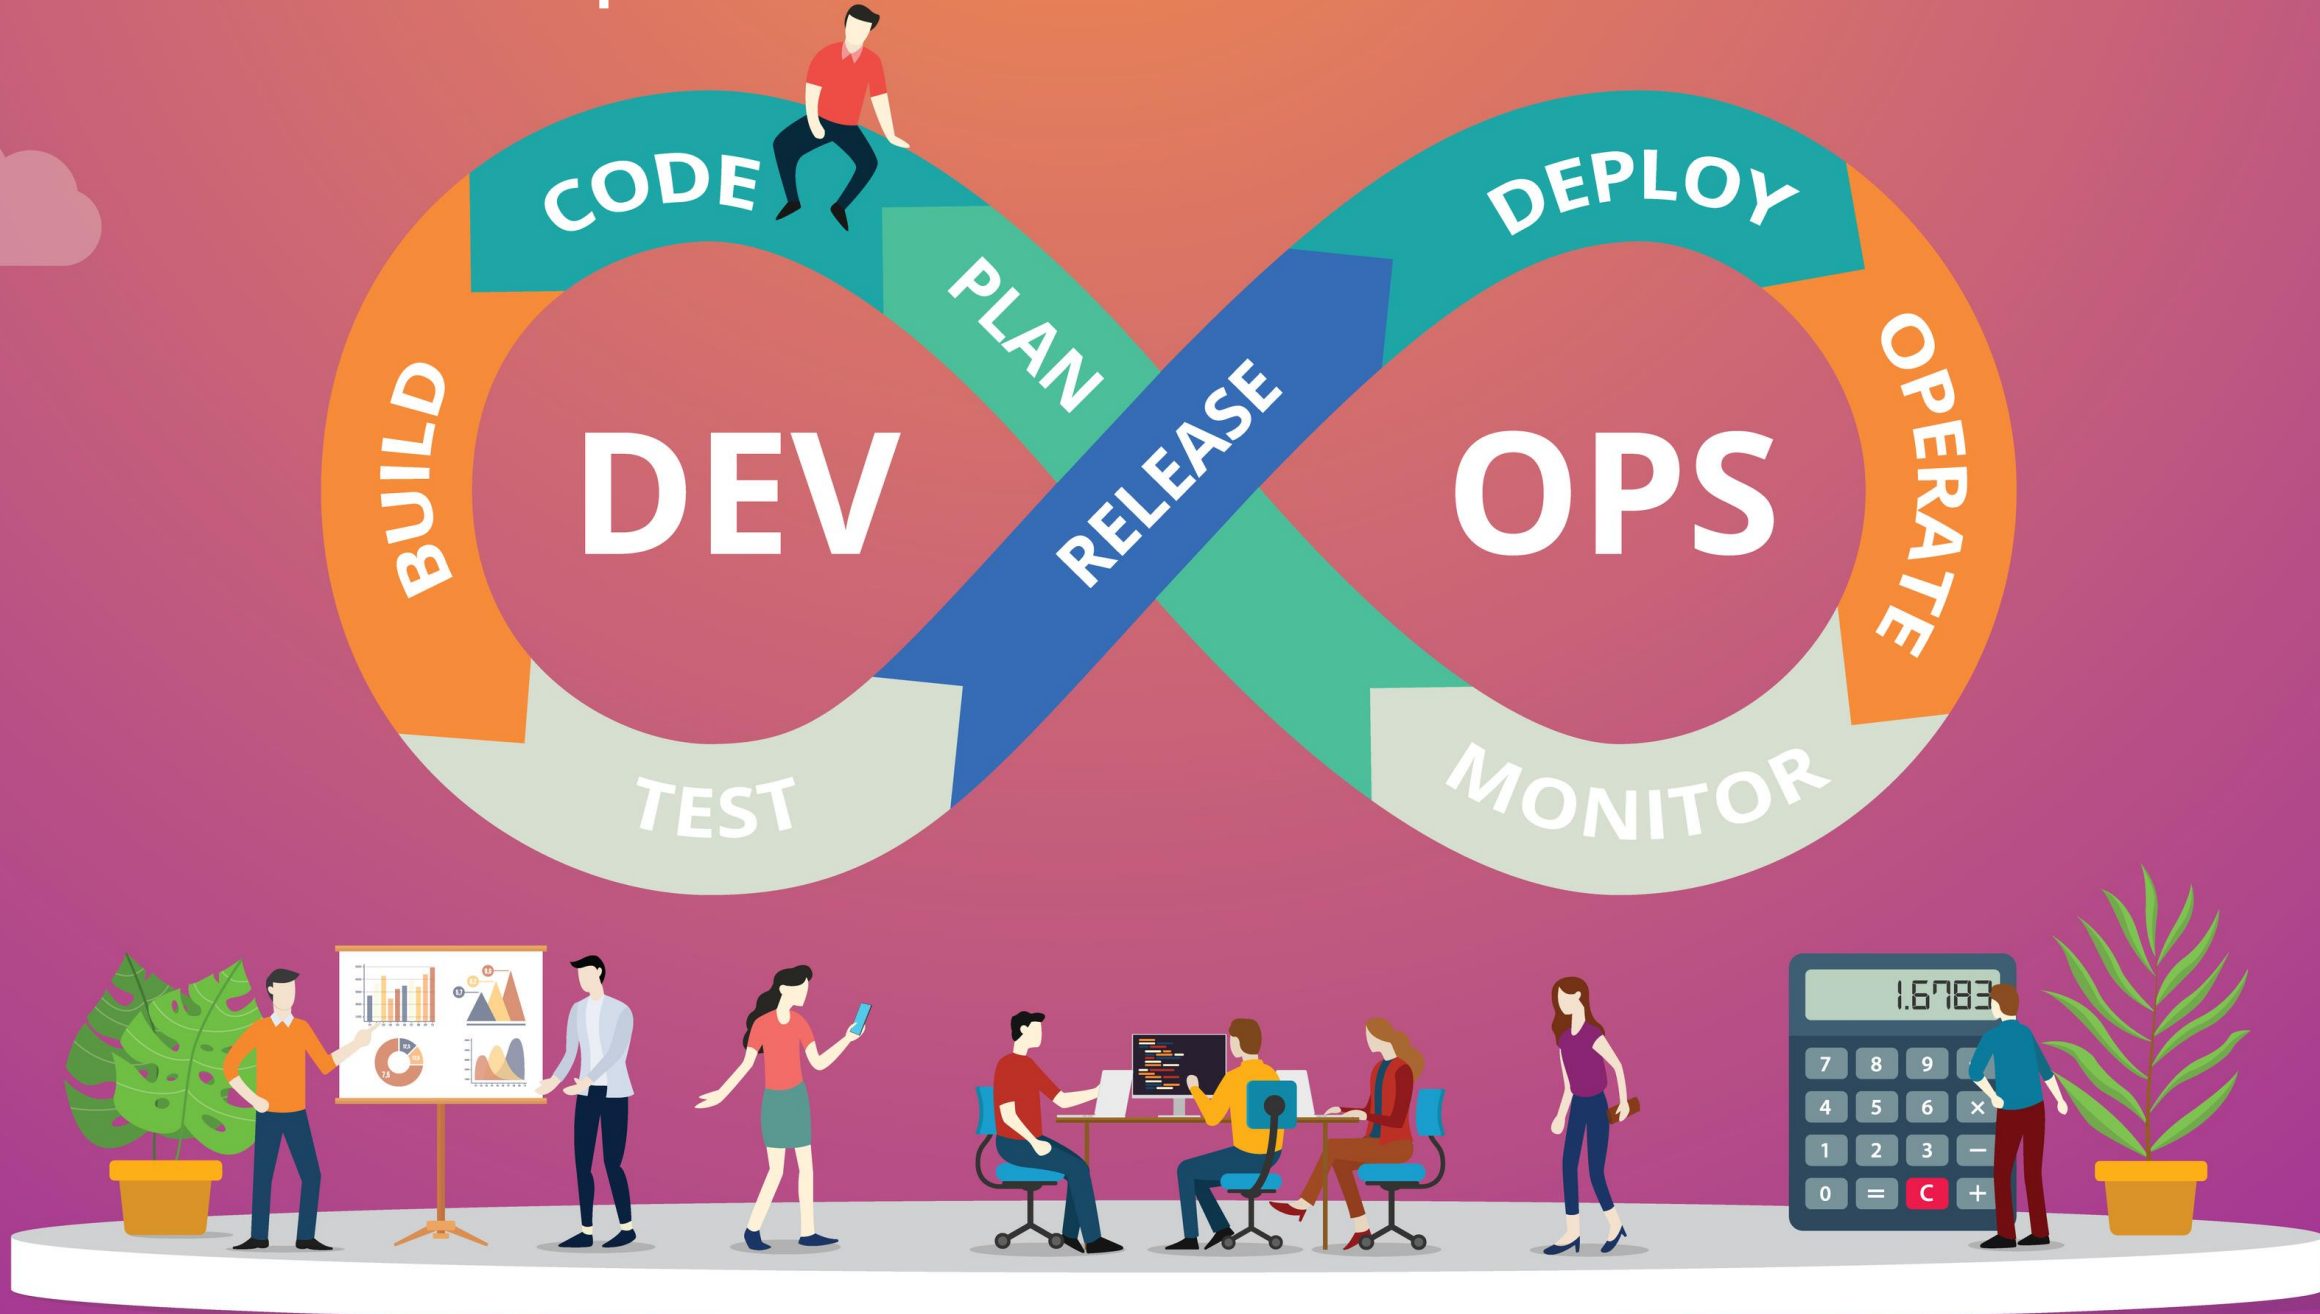 CODE
DEPLOY
PLAN
BUILD
DEV
RELEASE
OPS
OPERATE
TEST
MONITOR
1.6783
7 8 9
4 5 6 ×
1 2 3 −
0 = C +